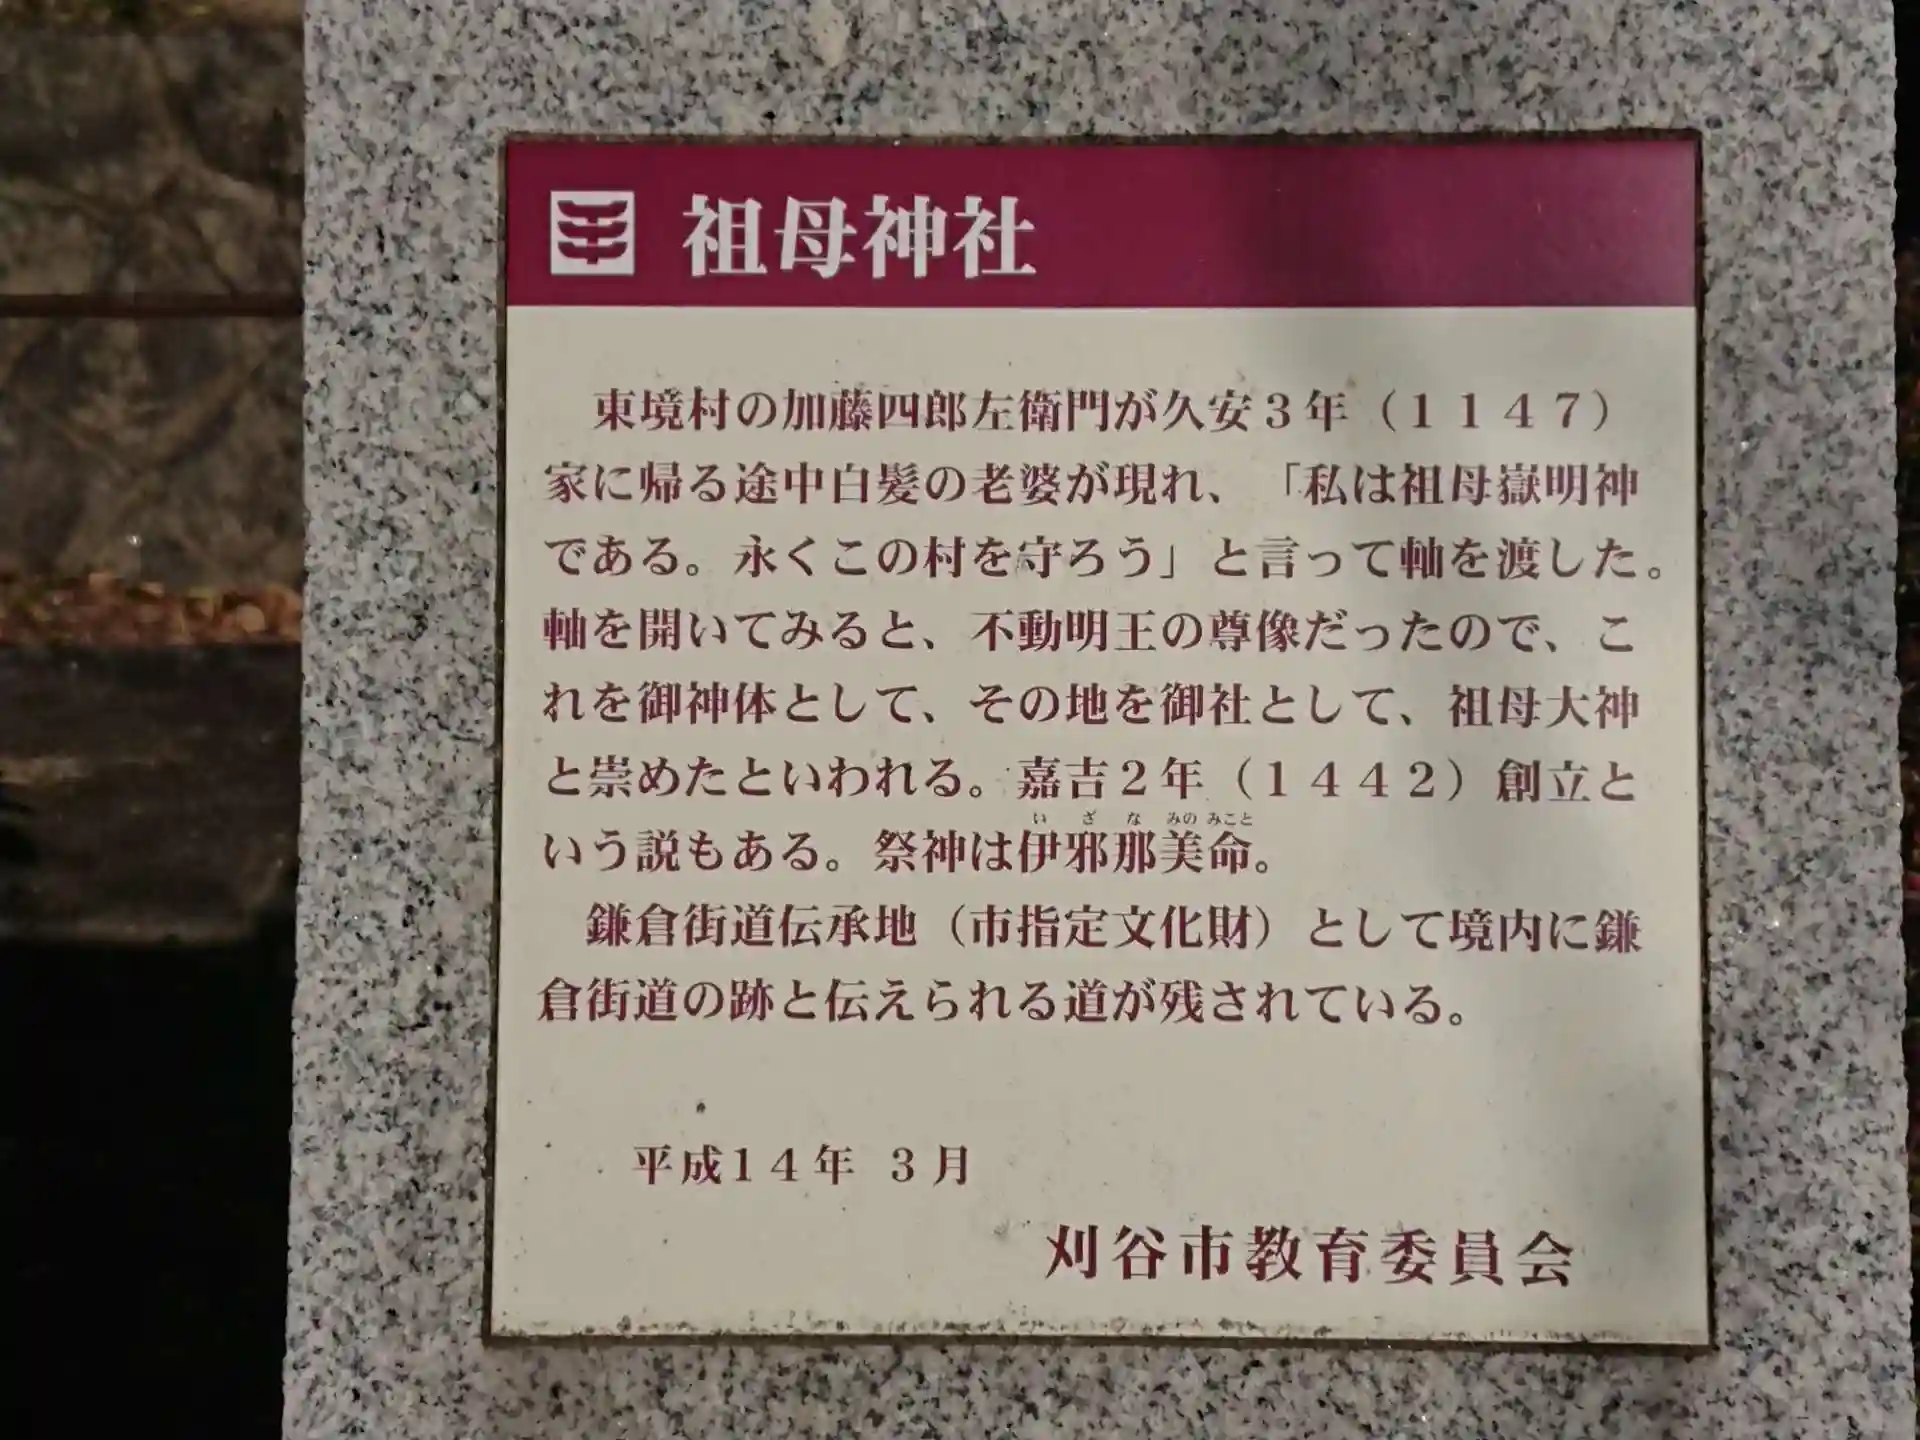 祖母神社
東境村の加藤四郎左衛門が久安3年（1147）
家に帰る途中白髪の老婆が現れ、「私は祖母嶽明神
である。永くこの村を守ろう」と言って軸を渡した。
軸を開いてみると、不動明王の尊像だったので、こ
れを御神体として、その地を御社として、祖母大神
と崇めたといわれる。嘉吉2年（1442）創立と
い ざ な みの みこと
いう説もある。祭神は伊邪那美命。
鎌倉街道伝承地（市指定文化財）として境内に鎌
倉街道の跡と伝えられる道が残されている。
平成14年 3月
刈谷市教育委員会